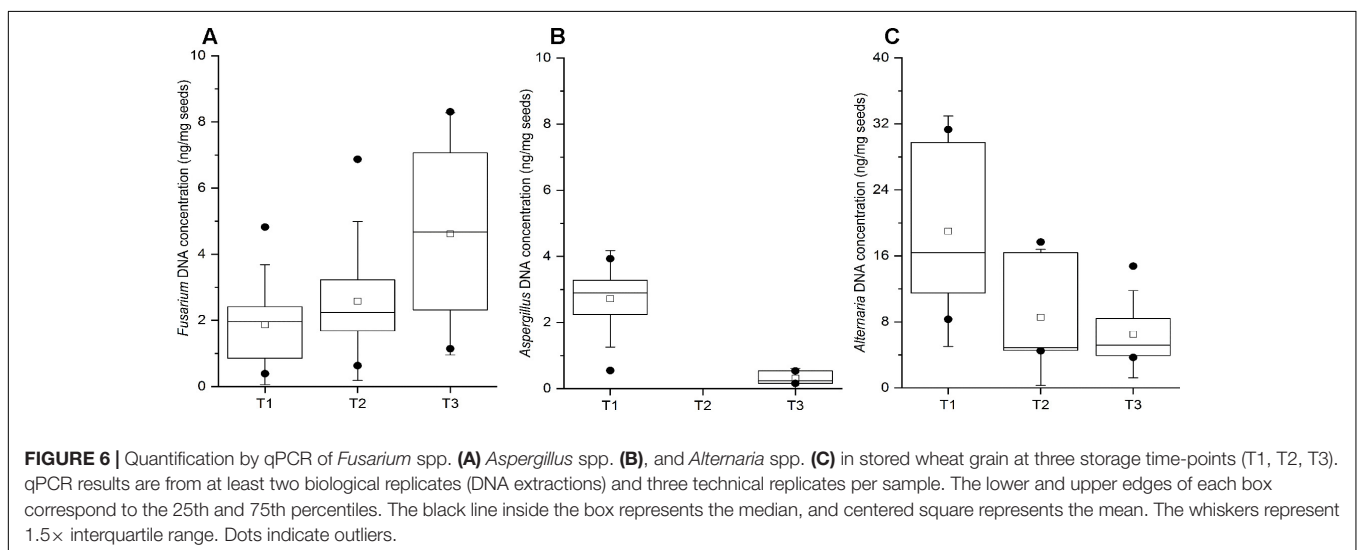 A
B
C
10
8
6
4
2
0
Fusarium DNA concentration (ng/mg seeds)
T1
T2
T3
10
8
6
4
2
0
Aspergillus DNA concentration (ng/mg seeds)
T1
T2
T3
40
32
24
16
8
0
Alternaria DNA concentration (ng/mg seeds)
T1
T2
T3
FIGURE 6 | Quantification by qPCR of Fusarium spp. (A) Aspergillus spp. (B), and Alternaria spp. (C) in stored wheat grain at three storage time-points (T1, T2, T3).
qPCR results are from at least two biological replicates (DNA extractions) and three technical replicates per sample. The lower and upper edges of each box
correspond to the 25th and 75th percentiles. The black line inside the box represents the median, and centered square represents the mean. The whiskers represent
1.5× interquartile range. Dots indicate outliers.